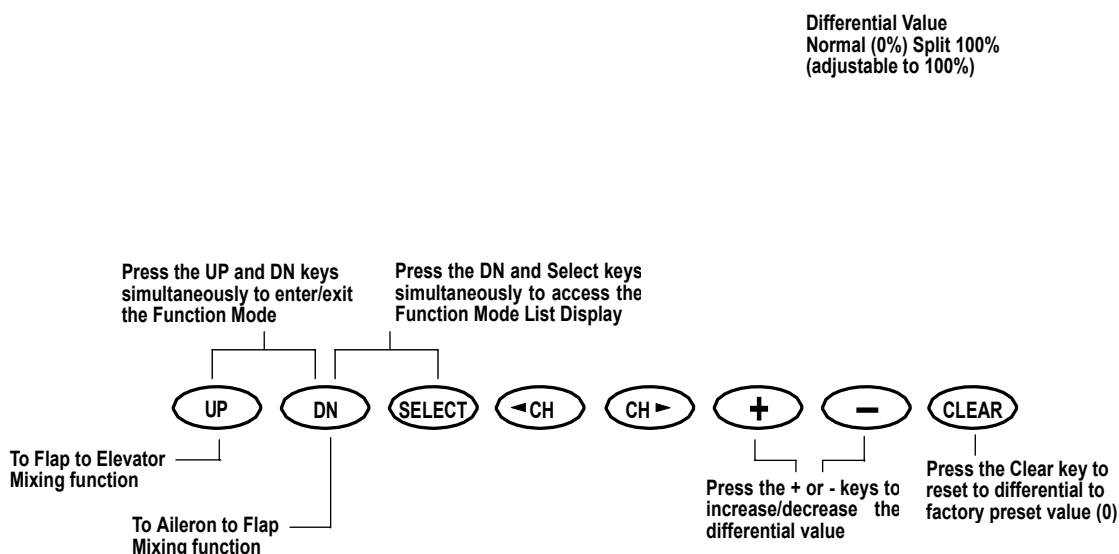 Differential Value
Normal (0%) Split 100%
(adjustable to 100%)
Press the UP and DN keys
simultaneously to enter/exit
the Function Mode
Press the DN and Select keys
simultaneously to access the
Function Mode List Display
UP
DN
SELECT
◄CH
CH►
+
–
CLEAR
To Flap to Elevator
Mixing function
To Aileron to Flap
Mixing function
Press the + or - keys to
increase/decrease the
differential value
Press the Clear key to
reset to differential to
factory preset value (0)